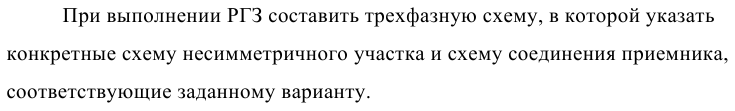 При выполнении РГЗ составить трехфазную схему, в которой указать
конкретные схему несимметричного участка и схему соединения приемника,
соответствующие заданному варианту.